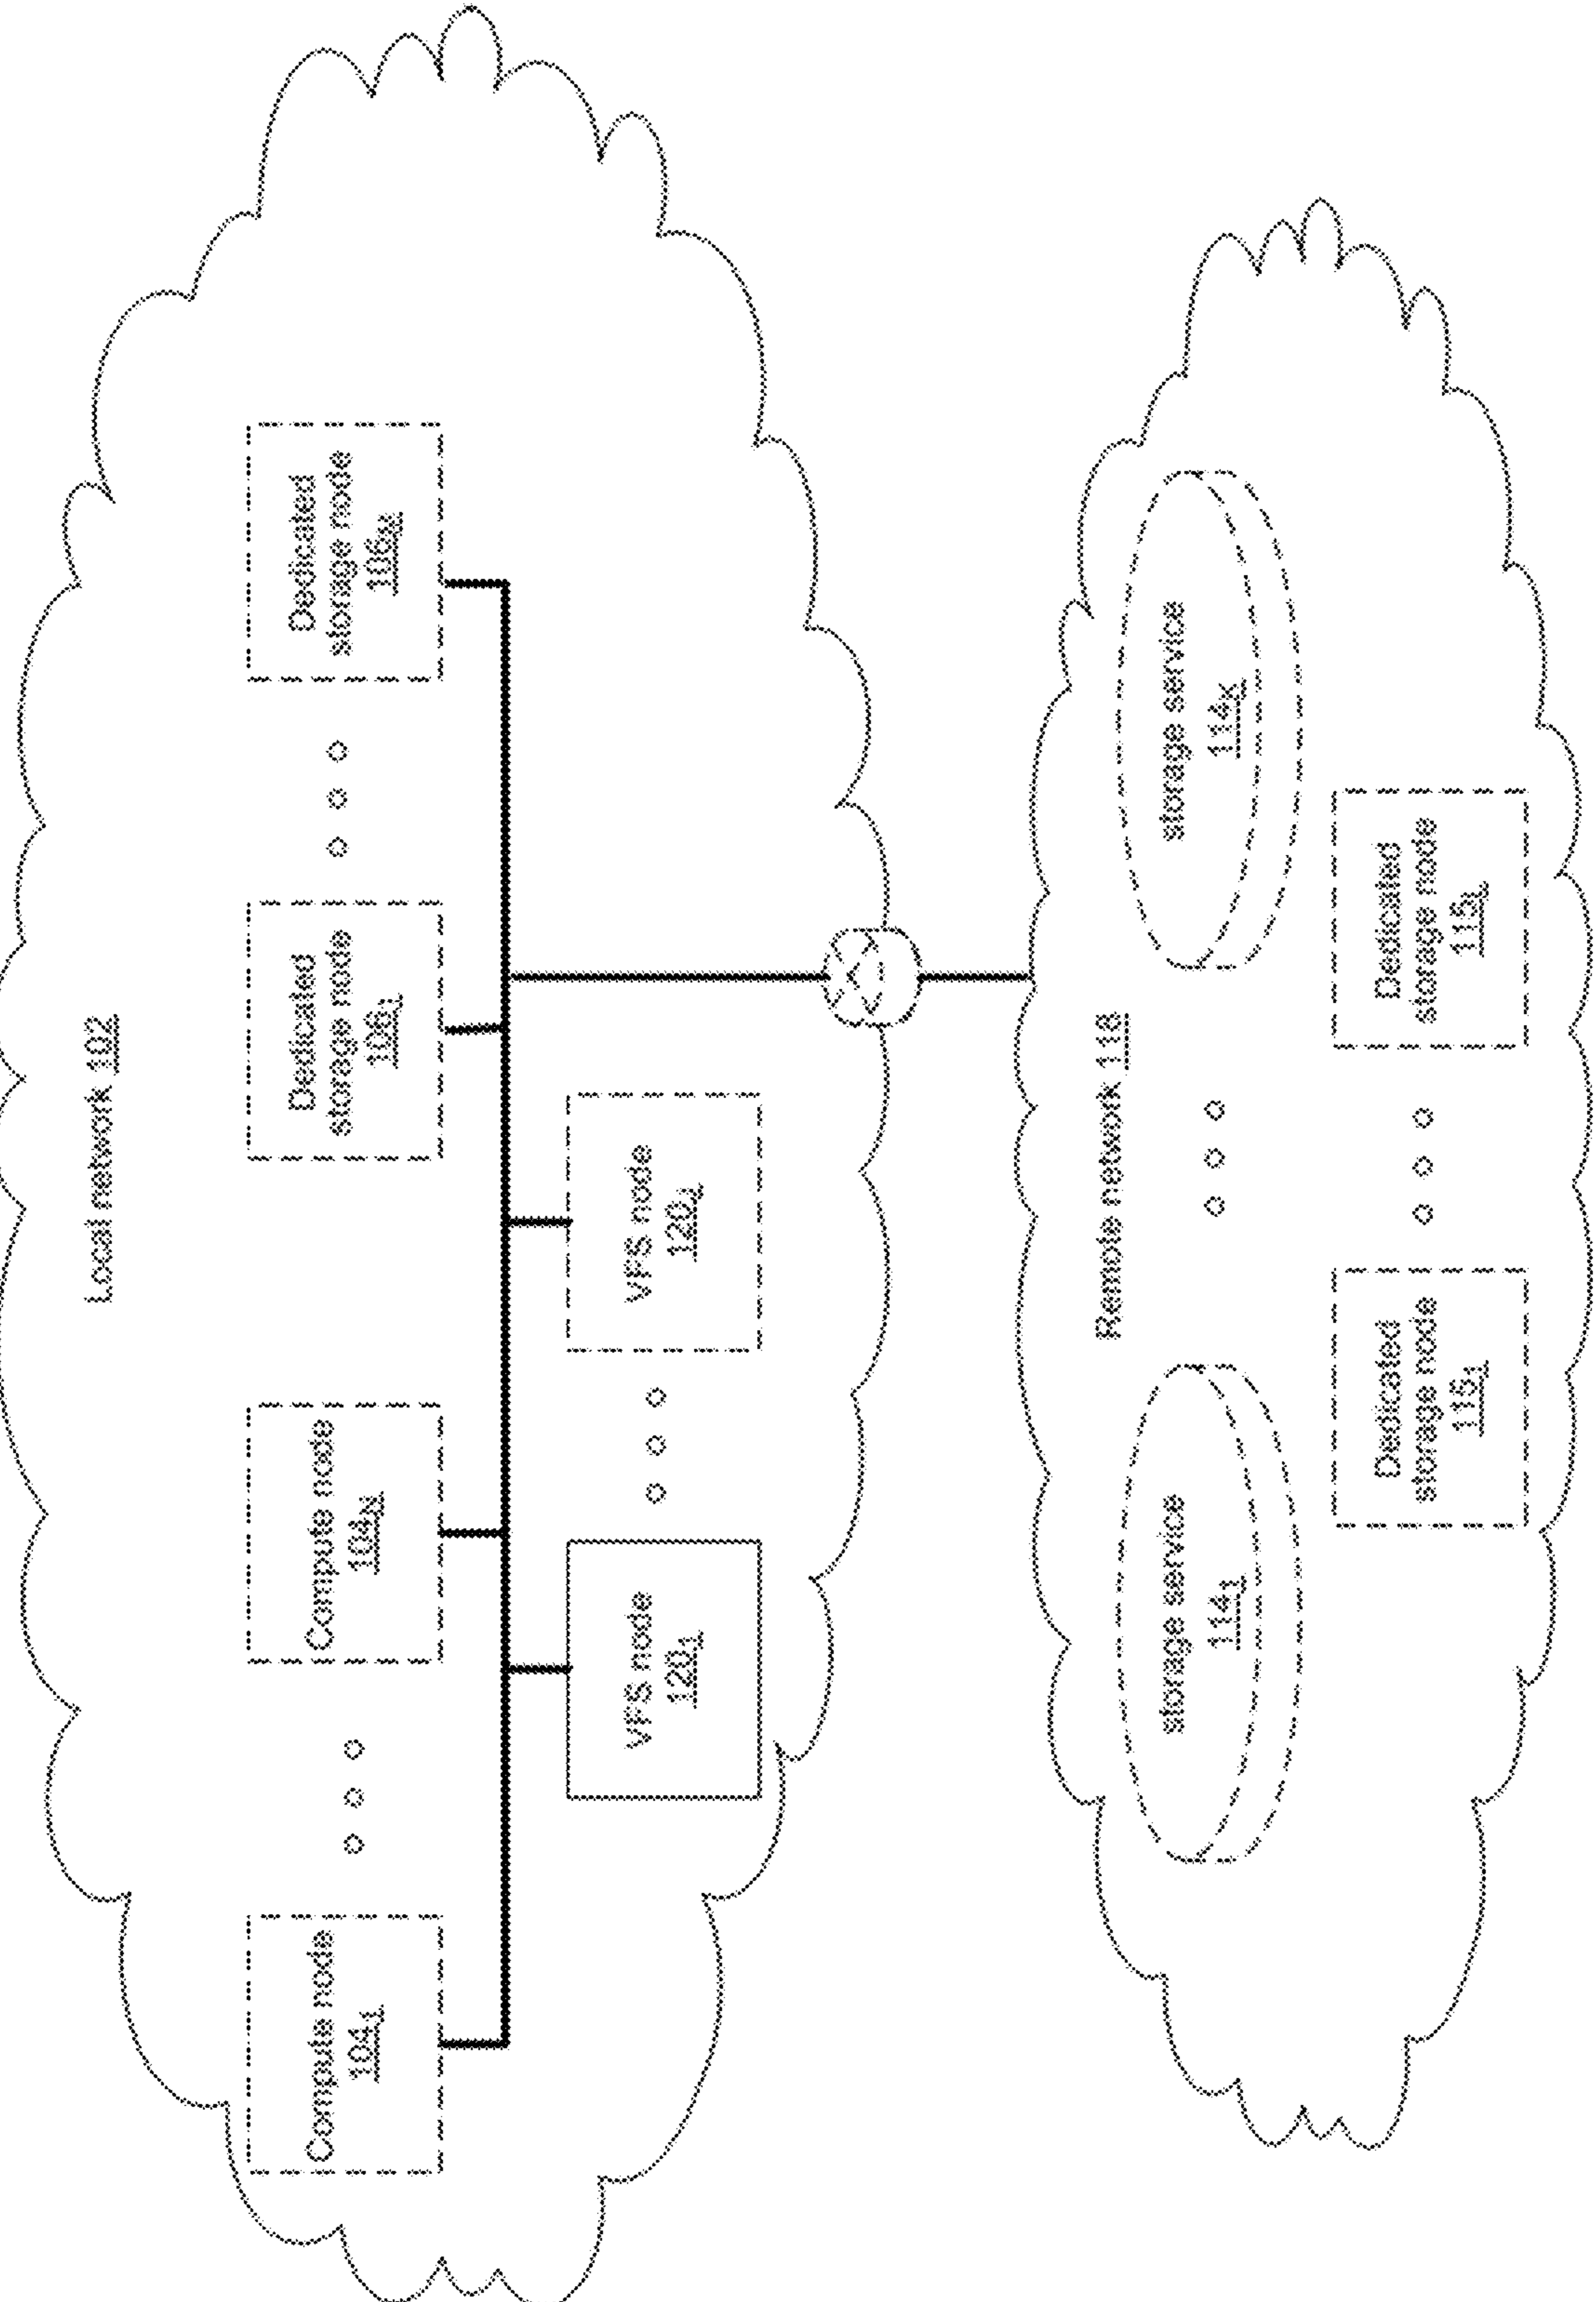 Local network 102
Compute node
104₁
Compute node
104N
Dedicated
storage node
106₁
Dedicated
storage node
106M
VFS node
120₁
VFS node
120J
Remote network 118
storage service
114₁
storage service
114K
Dedicated
storage node
115₁
Dedicated
storage node
115L